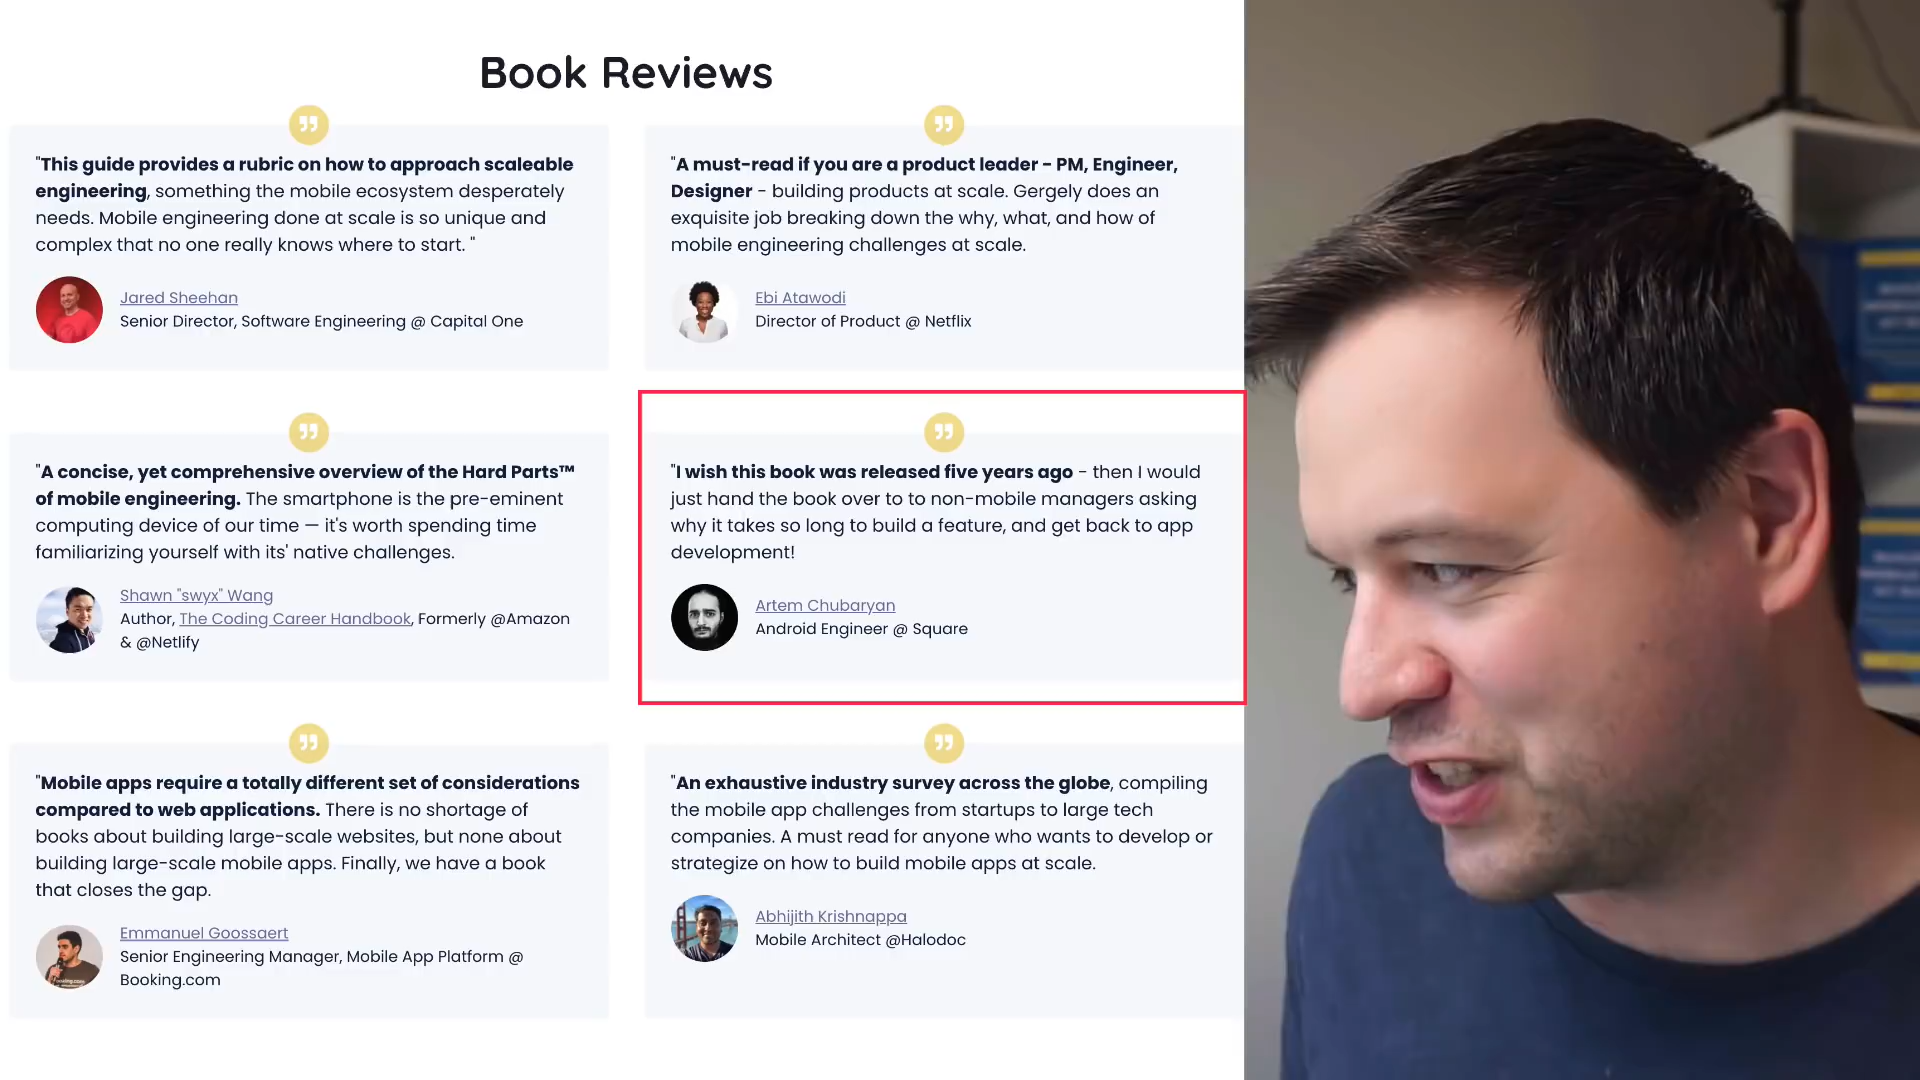 Book Reviews
"This guide provides a rubric on how to approach scaleable
engineering, something the mobile ecosystem desperately
needs. Mobile engineering done at scale is so unique and
complex that no one really knows where to start. "
Jared Sheehan
Senior Director, Software Engineering @ Capital One
"A must-read if you are a product leader - PM, Engineer,
Designer - building products at scale. Gergely does an
exquisite job breaking down the why, what, and how of
mobile engineering challenges at scale.
Ebi Atawodi
Director of Product @ Netflix
"A concise, yet comprehensive overview of the Hard Parts™
of mobile engineering. The smartphone is the pre-eminent
computing device of our time — it's worth spending time
familiarizing yourself with its' native challenges.
Shawn "swyx" Wang
Author, The Coding Career Handbook, Formerly @Amazon
& @Netlify
"I wish this book was released five years ago - then I would
just hand the book over to to non-mobile managers asking
why it takes so long to build a feature, and get back to app
development!
Artem Chubaryan
Android Engineer @ Square
"Mobile apps require a totally different set of considerations
compared to web applications. There is no shortage of
books about building large-scale websites, but none about
building large-scale mobile apps. Finally, we have a book
that closes the gap.
Emmanuel Goossaert
Senior Engineering Manager, Mobile App Platform @
Booking.com
"An exhaustive industry survey across the globe, compiling
the mobile app challenges from startups to large tech
companies. A must read for anyone who wants to develop or
strategize on how to build mobile apps at scale.
Abhijith Krishnappa
Mobile Architect @Halodoc